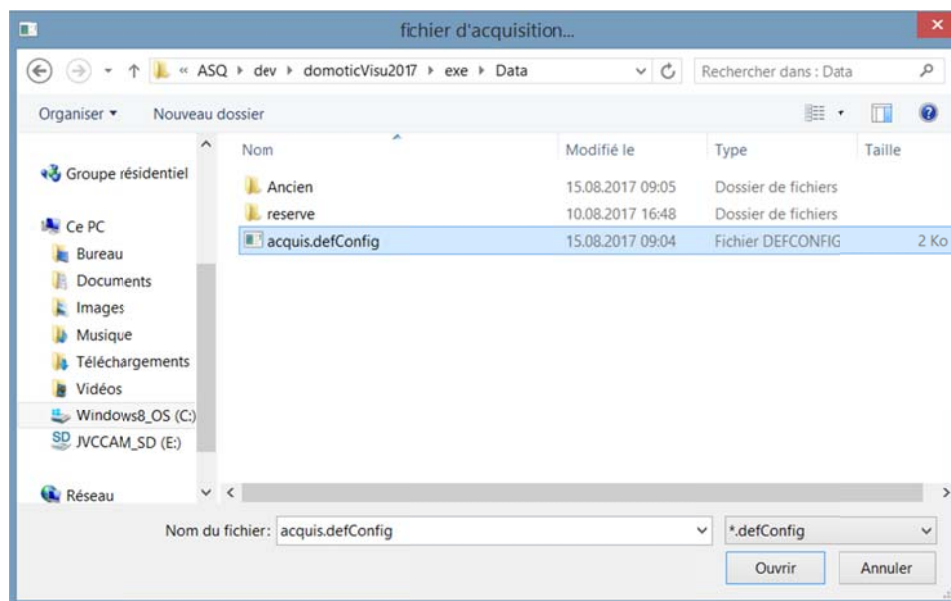 fichier d'acquisition...
« ASQ dev domoticVisu2017 exe Data
Rechercher dans : Data
Organiser Nouveau dossier
Nom Modifié le Type Taille
Ancien 15.08.2017 09:05 Dossier de fichiers
reserve 10.08.2017 16:48 Dossier de fichiers
acquis.defConfig 15.08.2017 09:04 Fichier DEFCONFIG 2 Ko
Groupe résidentiel
Ce PC
Bureau
Documents
Images
Musique
Téléchargements
Vidéos
Windows8_OS (C:)
SD JVCCAM_SD (E:)
Réseau
Nom du fichier: acquis.defConfig *.defConfig
Ouvrir Annuler